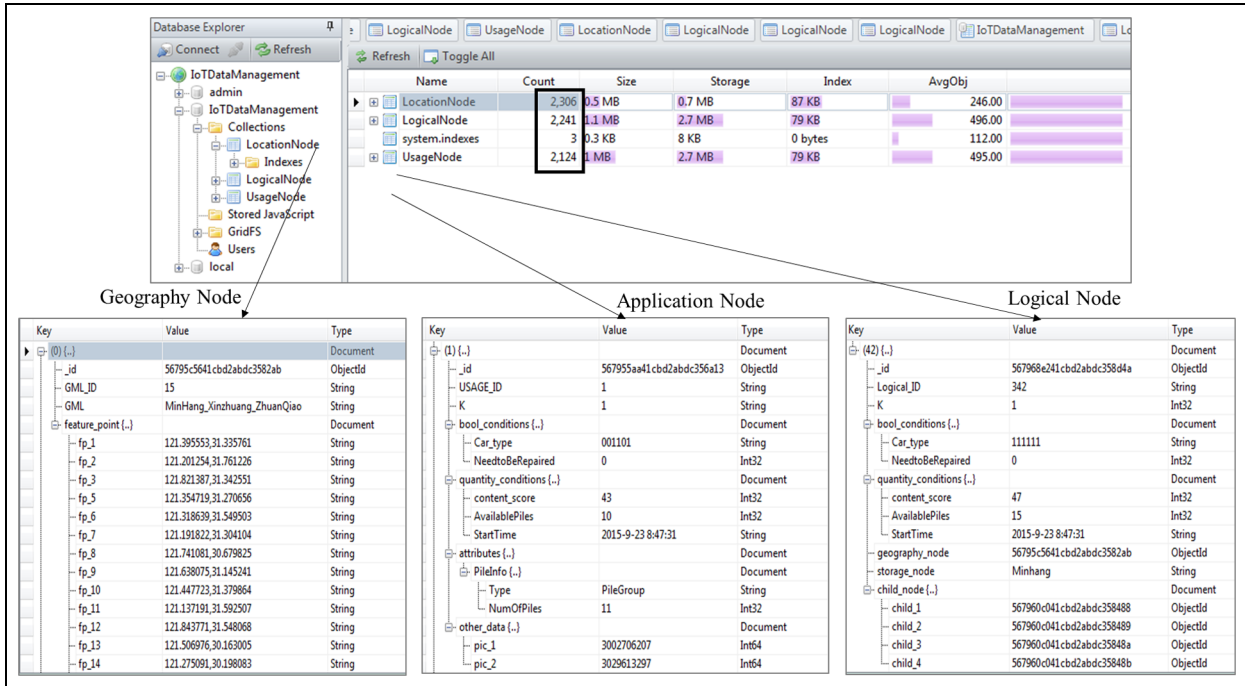 Database Explorer
Connect Refresh
IoTDataManagement
admin
IoTDataManagement
Collections
LocationNode
Indexes
LogicalNode
UsageNode
Stored JavaScript
GridFS
Users
local
LogicalNode UsageNode LocationNode LogicalNode LogicalNode LogicalNode IoTDataManagement
Refresh Toggle All
Name Count Size Storage Index AvgObj
LocationNode 2,306 0.5 MB 0.7 MB 87 KB 246.00
LogicalNode 2,241 1.1 MB 2.7 MB 79 KB 496.00
system.indexes 3 0.3 KB 8 KB 0 bytes 112.00
UsageNode 2,124 1 MB 2.7 MB 79 KB 495.00
Geography Node
Key Value Type
(0) {..} Document
_id 56795c5641cbd2abdc3582ab ObjectId
GML_ID 15 String
GML MinHang_Xinzhuang_ZhuanQiao String
feature_point {..} Document
fp_1 121.395553,31.335761 String
fp_2 121.201254,31.761226 String
fp_3 121.821387,31.342551 String
fp_5 121.354719,31.270656 String
fp_6 121.318639,31.549503 String
fp_7 121.191822,31.304104 String
fp_8 121.741081,30.679825 String
fp_9 121.638075,31.145241 String
fp_10 121.447723,31.379864 String
fp_11 121.137191,31.592507 String
fp_12 121.843771,31.548068 String
fp_13 121.506976,30.163005 String
fp_14 121.275091,30.198083 String
Application Node
Key Value Type
(1) {..} Document
_id 567955aa41cbd2abdc356a13 ObjectId
USAGE_ID 1 String
K 1 String
bool_conditions {..} Document
Car_type 001101 String
NeedtoBeRepaired 0 Int32
quantity_conditions {..} Document
content_score 43 Int32
AvailablePiles 10 Int32
StartTime 2015-9-23 8:47:31 String
attributes {..} Document
PileInfo {..} Document
Type PileGroup String
NumOfPiles 11 Int32
other_data {..} Document
pic_1 3002706207 Int64
pic_2 3029613297 Int64
Logical Node
Key Value Type
(42) {..} Document
_id 567968e241cbd2abdc358d4a ObjectId
Logical_ID 342 String
K 1 Int32
bool_conditions {..} Document
Car_type 111111 String
NeedtoBeRepaired 0 Int32
quantity_conditions {..} Document
content_score 47 Int32
AvailablePiles 15 Int32
StartTime 2015-9-23 8:47:31 String
geography_node 56795c5641cbd2abdc3582ab ObjectId
storage_node Minhang String
child_node {..} Document
child_1 567960c041cbd2abdc358488 ObjectId
child_2 567960c041cbd2abdc358489 ObjectId
child_3 567960c041cbd2abdc35848a ObjectId
child_4 567960c041cbd2abdc35848b ObjectId